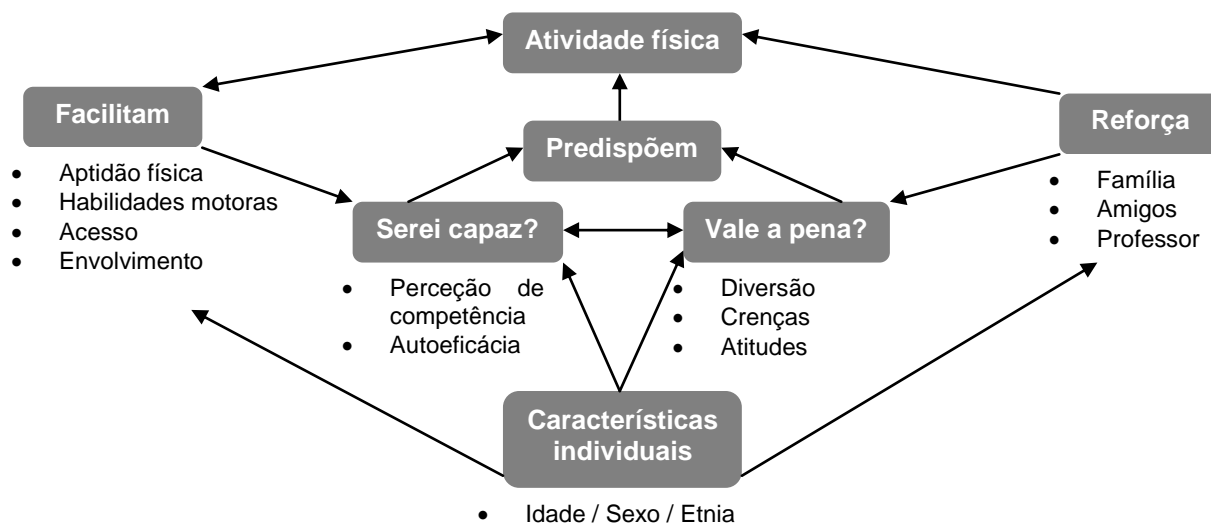 Atividade física
Facilitam
Reforça
Predispõem
• Aptidão física
• Habilidades motoras
• Acesso
• Envolvimento
• Família
• Amigos
• Professor
Serei capaz?
Vale a pena?
• Perceção de
competência
• Autoeficácia
• Diversão
• Crenças
• Atitudes
Características
individuais
• Idade / Sexo / Etnia